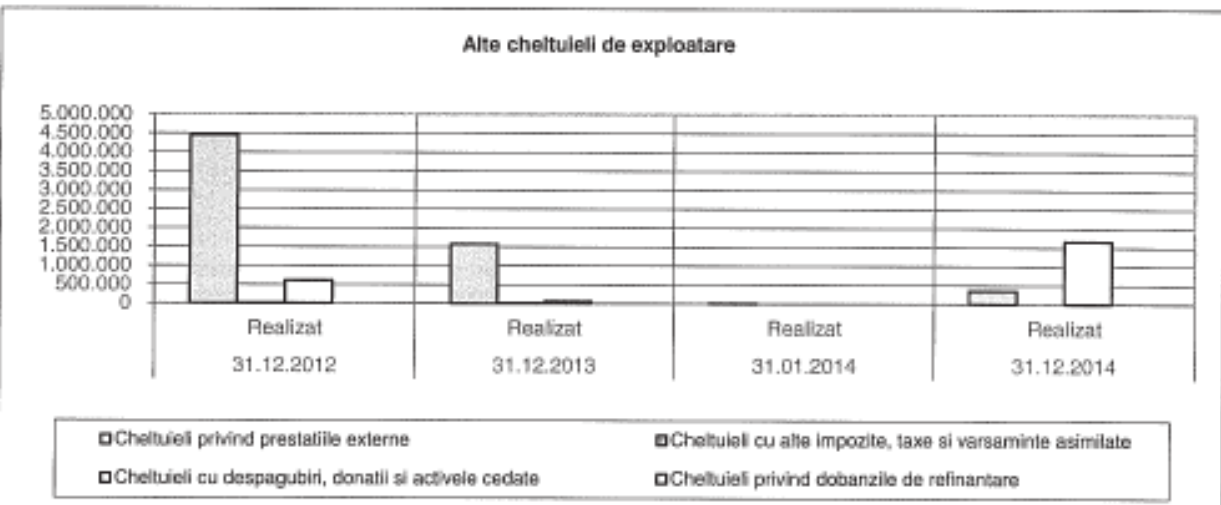 Alte cheltuieli de exploatare
5.000.000
4.500.000
4.000.000
3.500.000
3.000.000
2.500.000
2.000.000
1.500.000
1.000.000
500.000
0
Realizat Realizat Realizat Realizat
31.12.2012 31.12.2013 31.01.2014 31.12.2014
Cheltuieli privind prestatiile externe Cheltuieli cu alte impozite, taxe si varsaminte asimilate
Cheltuieli cu despagubiri, donatii si activele cedate Cheltuieli privind dobanzile de refinantare